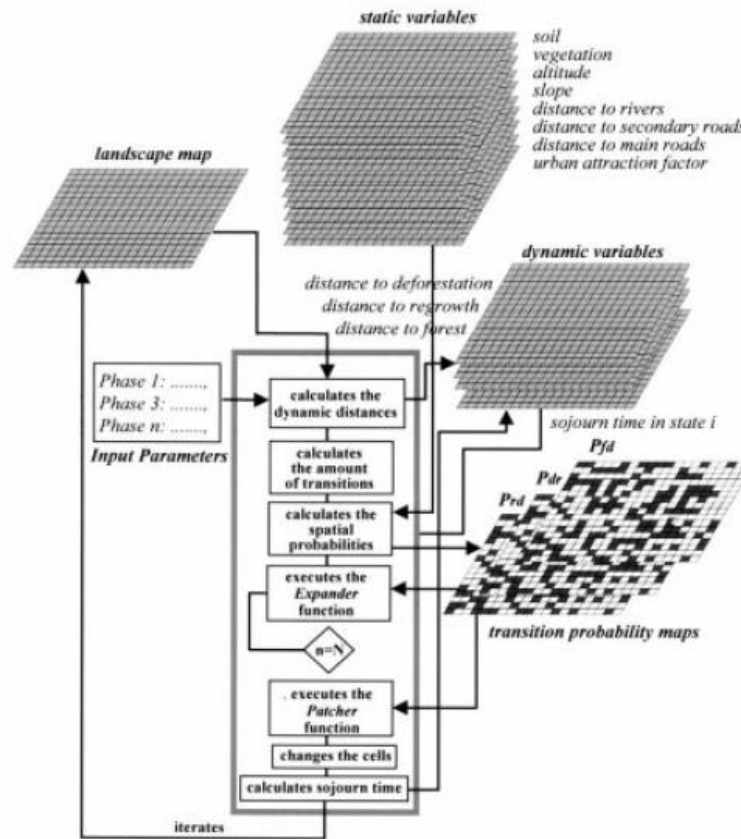 static variables
soil
vegetation
altitude
slope
distance to rivers
distance to secondary roads
distance to main roads
urban attraction factor
landscape map
dynamic variables
distance to deforestation
distance to regrowth
distance to forest
Phase 1: .......,
Phase 3: .......,
Phase n: .......,
Input Parameters
calculates the
dynamic distances
calculates
the amount
of transitions
calculates the
spatial
probabilities
executes the
Expander
function
n=N
. executes the
Patcher
function
changes the cells
calculates sojourn time
iterates
sojourn time in state i
Pfd
Pdr
Prd
transition probability maps